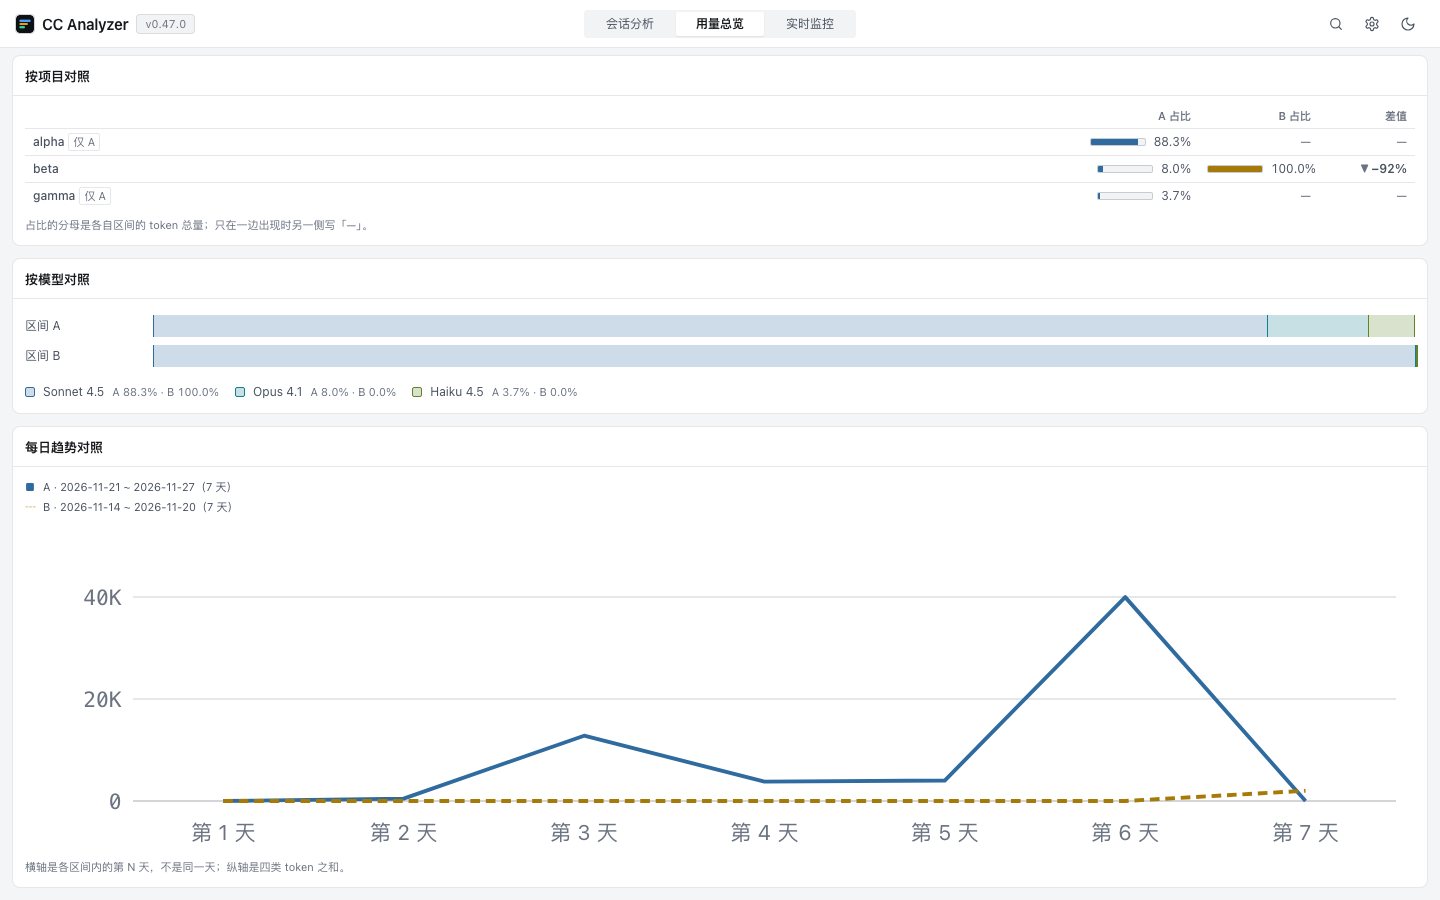 CC Analyzer v0.47.0 会话分析 用量总览 实时监控
按项目对照
A 占比 B 占比 差值
alpha 仅 A 88.3% — —
beta 8.0% 100.0% ▼−92%
gamma 仅 A 3.7% — —
占比的分母是各自区间的 token 总量；只在一边出现时另一侧写「—」。
按模型对照
区间 A
区间 B
Sonnet 4.5 A 88.3% · B 100.0% Opus 4.1 A 8.0% · B 0.0% Haiku 4.5 A 3.7% · B 0.0%
每日趋势对照
A · 2026-11-21 ~ 2026-11-27（7 天）
B · 2026-11-14 ~ 2026-11-20（7 天）
40K
20K
0
第 1 天 第 2 天 第 3 天 第 4 天 第 5 天 第 6 天 第 7 天
横轴是各区间内的第 N 天，不是同一天；纵轴是四类 token 之和。